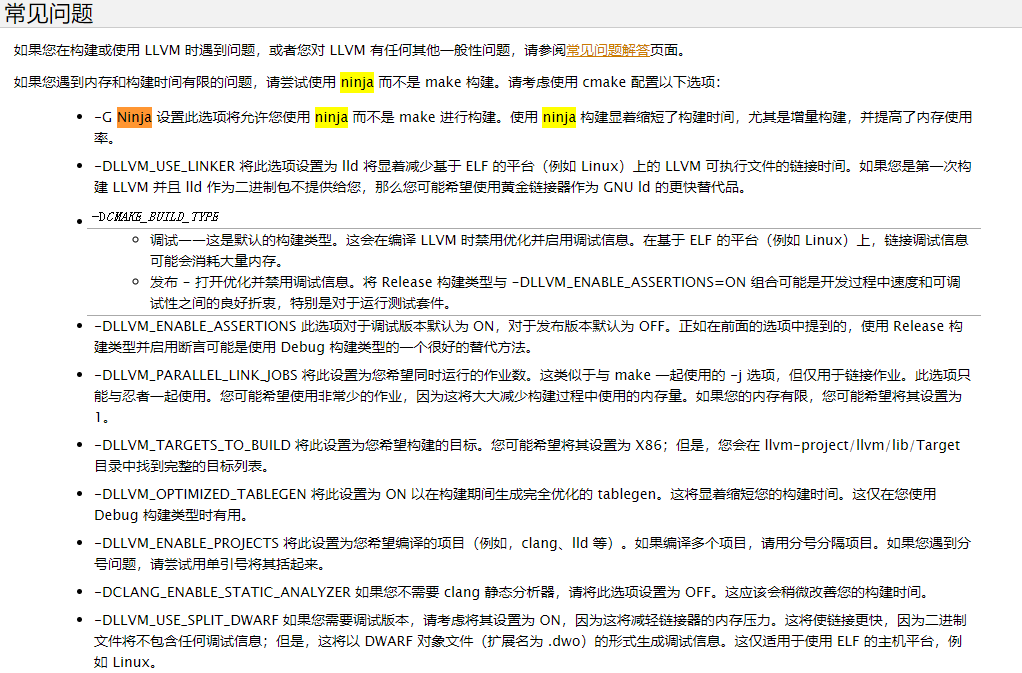 常见问题
如果您在构建或使用 LLVM 时遇到问题，或者您对 LLVM 有任何其他一般性问题，请参阅常见问题解答页面。
如果您遇到内存和构建时间有限的问题，请尝试使用 ninja 而不是 make 构建。请考虑使用 cmake 配置以下选项：
• -G Ninja 设置此选项将允许您使用 ninja 而不是 make 进行构建。使用 ninja 构建显着缩短了构建时间，尤其是增量构建，并提高了内存使用
率。
• -DLLVM_USE_LINKER 将此选项设置为 lld 将显着减少基于 ELF 的平台（例如 Linux）上的 LLVM 可执行文件的链接时间。如果您是第一次构
建 LLVM 并且 lld 作为二进制包不提供给您，那么您可能希望使用黄金链接器作为 GNU ld 的更快替代品。
• -DCMAKE_BUILD_TYPE
◦ 调试——这是默认的构建类型。这会在编译 LLVM 时禁用优化并启用调试信息。在基于 ELF 的平台（例如 Linux）上，链接调试信息
可能会消耗大量内存。
◦ 发布 - 打开优化并禁用调试信息。将 Release 构建类型与 -DLLVM_ENABLE_ASSERTIONS=ON 组合可能是开发过程中速度和可调
试性之间的良好折衷，特别是对于运行测试套件。
• -DLLVM_ENABLE_ASSERTIONS 此选项对于调试版本默认为 ON，对于发布版本默认为 OFF。正如在前面的选项中提到的，使用 Release 构
建类型并启用断言可能是使用 Debug 构建类型的一个很好的替代方法。
• -DLLVM_PARALLEL_LINK_JOBS 将此设置为您希望同时运行的作业数。这类似于与 make 一起使用的 -j 选项，但仅用于链接作业。此选项只
能与忍者一起使用。您可能希望使用非常少的作业，因为这将大大减少构建过程中使用的内存量。如果您的内存有限，您可能希望将其设置为
1。
• -DLLVM_TARGETS_TO_BUILD 将此设置为您希望构建的目标。您可能希望将其设置为 X86；但是，您会在 llvm-project/llvm/lib/Target
目录中找到完整的目标列表。
• -DLLVM_OPTIMIZED_TABLEGEN 将此设置为 ON 以在构建期间生成完全优化的 tablegen。这将显着缩短您的构建时间。这仅在您使用
Debug 构建类型时有用。
• -DLLVM_ENABLE_PROJECTS 将此设置为您希望编译的项目（例如，clang、lld 等）。如果编译多个项目，请用分号分隔项目。如果您遇到分
号问题，请尝试用单引号将其括起来。
• -DCLANG_ENABLE_STATIC_ANALYZER 如果您不需要 clang 静态分析器，请将此选项设置为 OFF。这应该会稍微改善您的构建时间。
• -DLLVM_USE_SPLIT_DWARF 如果您需要调试版本，请考虑将其设置为 ON，因为这将减轻链接器的内存压力。这将使链接更快，因为二进制
文件将不包含任何调试信息；但是，这将以 DWARF 对象文件（扩展名为 .dwo）的形式生成调试信息。这仅适用于使用 ELF 的主机平台，例
如 Linux。